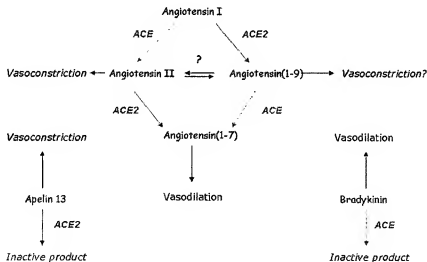 Angiotensin I
ACE ACE2
?
Vasoconstriction Angiotensin II Angiotensin(1-9) Vasoconstriction?
ACE2 ACE
Vasoconstriction Angiotensin(1-7) Vasodilation
Apelin 13 Vasodilation Bradykinin
ACE2 ACE
Inactive product Inactive product